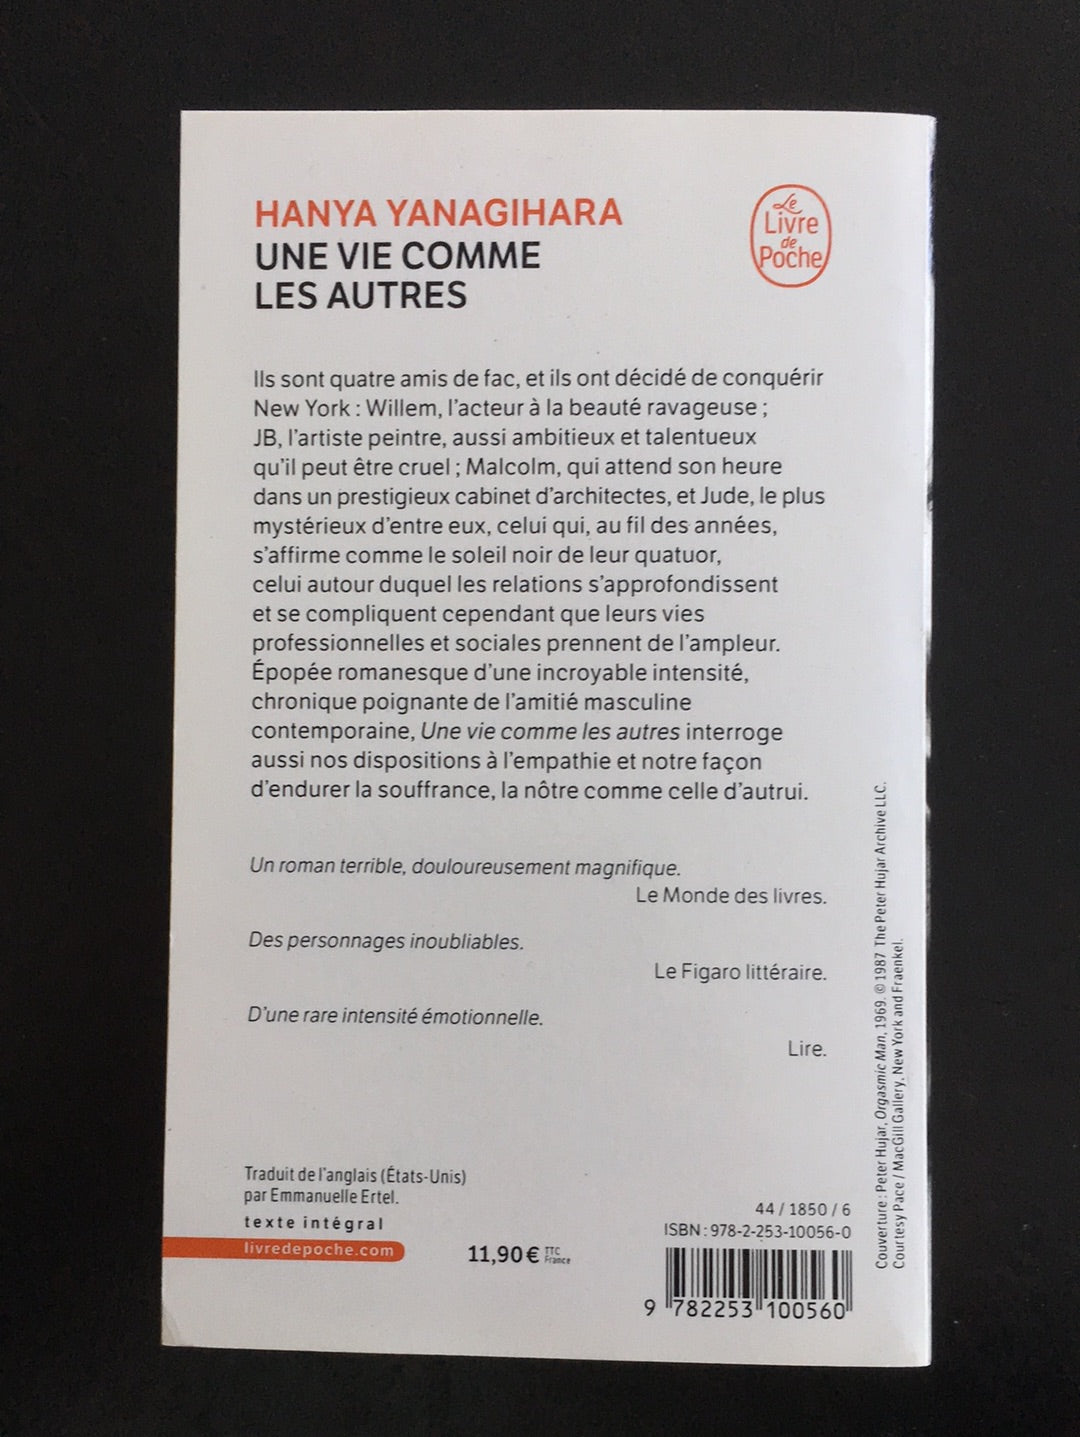 HANYA YANAGIHARA
UNE VIE COMME
LES AUTRES
Le
Livre
de
Poche
Ils sont quatre amis de fac, et ils ont décidé de conquérir
New York : Willem, l'acteur à la beauté ravageuse ;
JB, l'artiste peintre, aussi ambitieux et talentueux
qu'il peut être cruel ; Malcolm, qui attend son heure
dans un prestigieux cabinet d'architectes, et Jude, le plus
mystérieux d'entre eux, celui qui, au fil des années,
s'affirme comme le soleil noir de leur quatuor,
celui autour duquel les relations s'approfondissent
et se compliquent cependant que leurs vies
professionnelles et sociales prennent de l'ampleur.
Épopée romanesque d'une incroyable intensité,
chronique poignante de l'amitié masculine
contemporaine, Une vie comme les autres interroge
aussi nos dispositions à l'empathie et notre façon
d'endurer la souffrance, la nôtre comme celle d'autrui.
Un roman terrible, douloureusement magnifique.
Le Monde des livres.
Des personnages inoubliables.
Le Figaro littéraire.
D'une rare intensité émotionnelle.
Lire.
Traduit de l'anglais (États-Unis)
par Emmanuelle Ertel.
texte intégral
livredepoche.com
11,90 € TTC
France
44 / 1850 / 6
ISBN : 978-2-253-10056-0
9 782253 100560
Couverture : Peter Hujar, Orgasmic Man, 1969. © 1987 The Peter Hujar Archive LLC.
Courtesy Pace / MacGill Gallery, New York and Fraenkel.